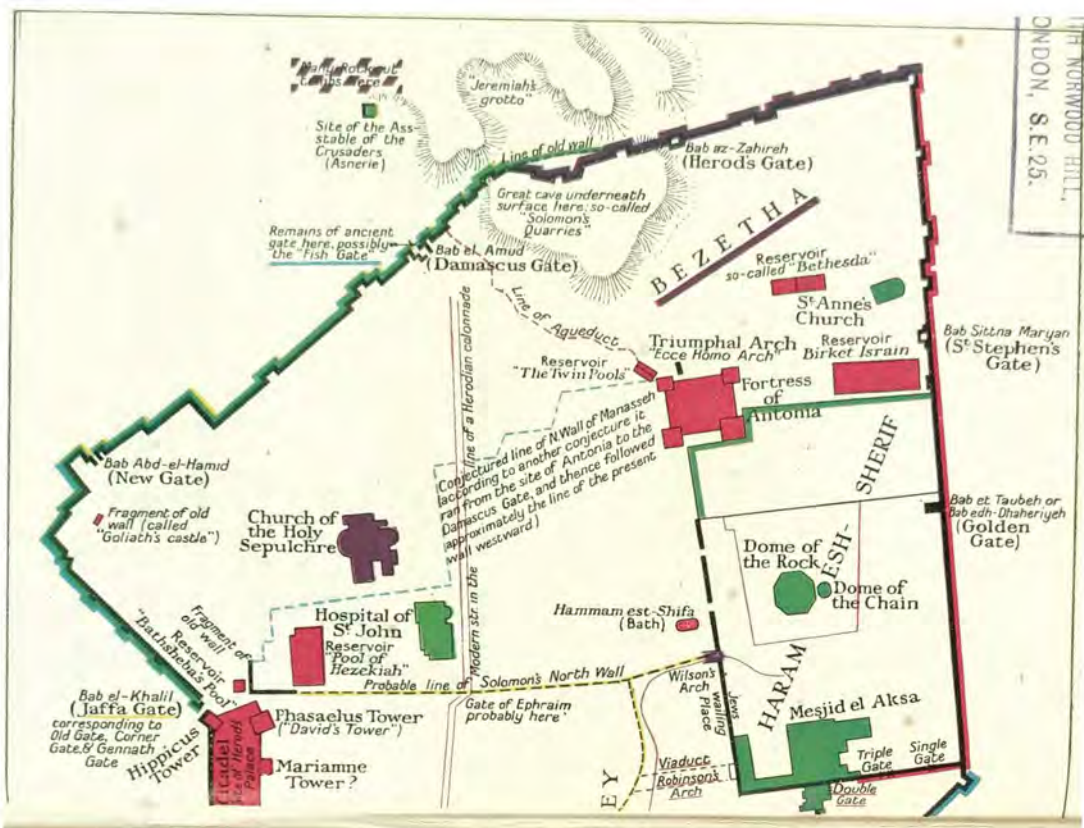 TH NORWOOD HILL,
ONDON, S.E.25.
Many Rock-cut
tombs here
"Jeremiah's
grotto"
Site of the Ass-
stable of the
Crusaders
(Asnerie)
Line of old wall
Bab az-Zahireh
(Herod's Gate)
Great cave underneath
surface here: so-called
"Solomon's
Quarries"
Remains of ancient
gate here, possibly
the "Fish Gate"
Bab el Amud
(Damascus Gate)
BEZETHA
Reservoir
so-called "Bethesda"
St. Anne's
Church
Line of Aqueduct
Triumphal Arch
"Ecce Homo Arch"
Reservoir
"The Twin Pools"
Reservoir
Birket Israin
Bab Sittna Maryan
(St. Stephen's
Gate)
Fortress
of
Antonia
Conjectured line of N.Wall of Manasseh
(according to another conjecture it
ran from the site of Antonia to the
Damascus Gate, and thence followed
approximately the line of the present
wall westward)
Modern str. in the line of a Herodian colonnade
Bab Abd-el-Hamid
(New Gate)
Fragment of old
wall (called
"Goliath's castle")
Church of
the Holy
Sepulchre
HARAM ESH-SHERIF
Bab et Taubeh or
Bab edh-Dhaheriyeh
(Golden
Gate)
Dome of
the Rock
Dome of
the Chain
Hammam est-Shifa
(Bath)
Hospital of
St. John
Reservoir
"Pool of
Hezekiah"
Fragment of
old wall
Reservoir
"Bathsheba's Pool"
Probable line of Solomon's North Wall
Gate of Ephraim
probably here
Bab el-Khalil
(Jaffa Gate)
corresponding to
Old Gate, Corner
Gate,& Gennath
Gate
Hippicus
Tower
Phasaelus Tower
("David's Tower")
Citadel
Site of Herods
Palace
Mariamne
Tower?
Wilson's
Arch
Jews
wailing
Place
Mesjid el Aksa
Viaduct
Robinson's
Arch
EY
Triple
Gate
Single
Gate
Double
Gate